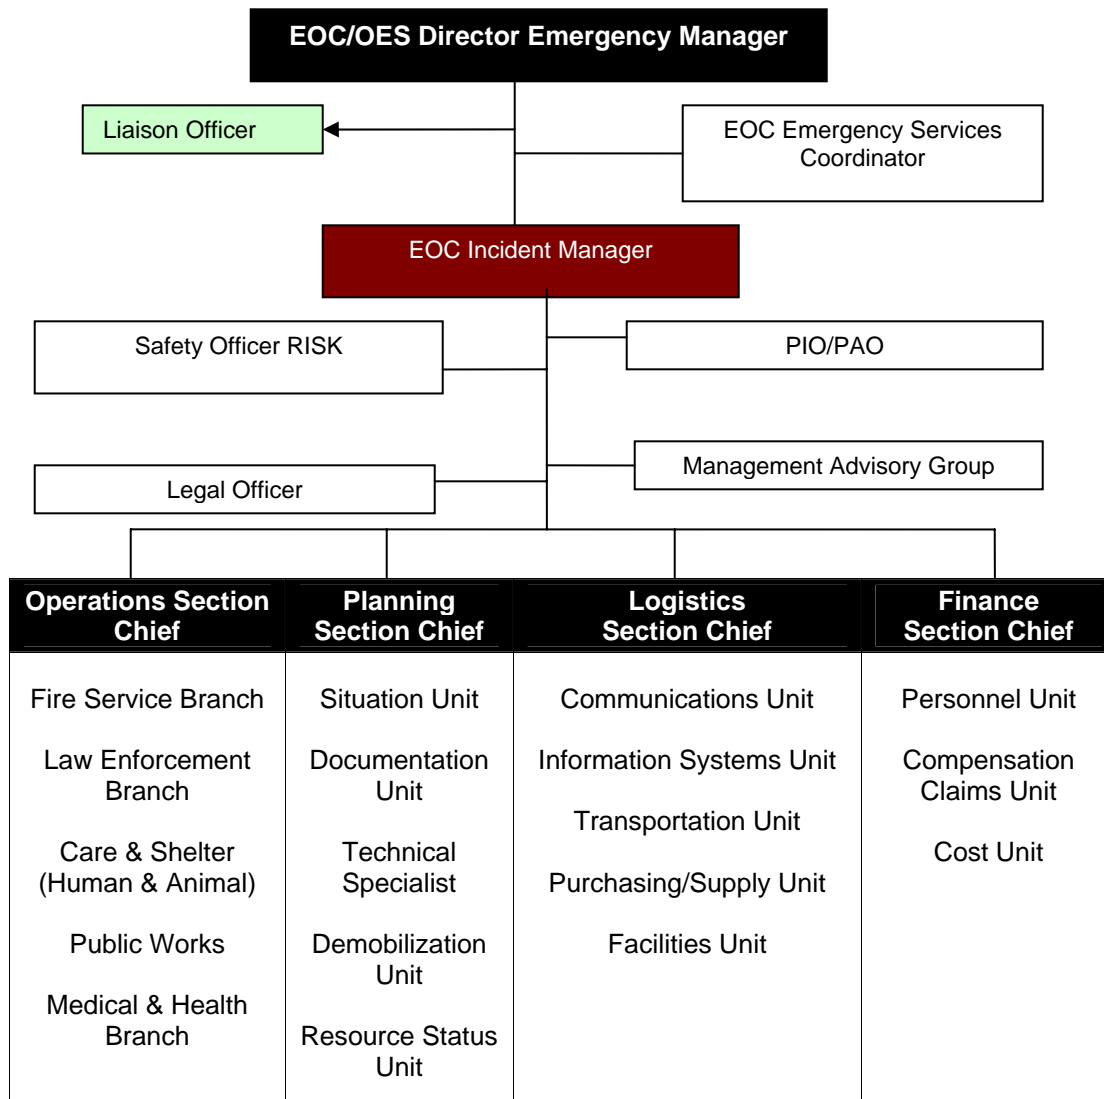 EOC/OES Director Emergency Manager
Liaison Officer
EOC Emergency Services
Coordinator
EOC Incident Manager
Safety Officer RISK
PIO/PAO
Management Advisory Group
Legal Officer
Operations Section
Chief
Fire Service Branch
Law Enforcement
Branch
Care & Shelter
(Human & Animal)
Public Works
Medical & Health
Branch
Planning
Section Chief
Situation Unit
Documentation
Unit
Technical
Specialist
Demobilization
Unit
Resource Status
Unit
Logistics
Section Chief
Communications Unit
Information Systems Unit
Transportation Unit
Purchasing/Supply Unit
Facilities Unit
Finance
Section Chief
Personnel Unit
Compensation
Claims Unit
Cost Unit